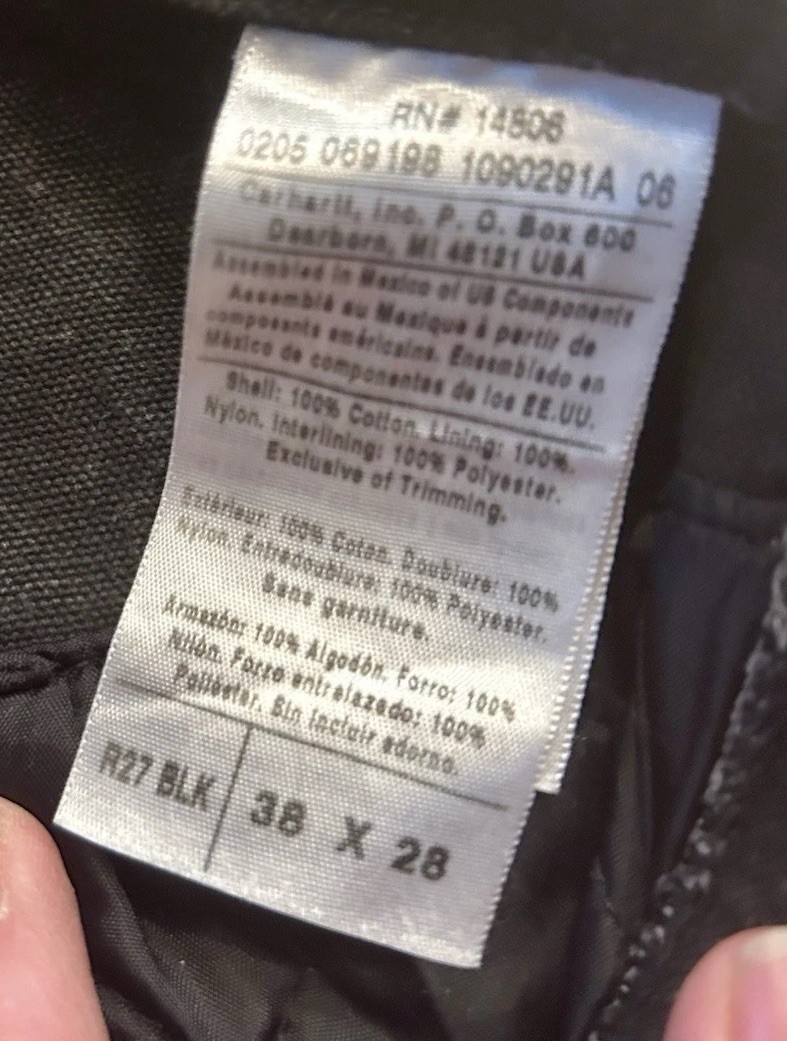 RN# 14806
0205 069198 1090291A 06
Carhartt, Inc. P. O. Box 600
Dearborn, MI 48121 USA
Assembled in Mexico of US Components
Assemblé au Mexique à partir de
composants américains. Ensamblado en
México de componentes de los EE.UU.
Shell: 100% Cotton. Lining: 100%.
Nylon. Interlining: 100% Polyester.
Exclusive of Trimming.
Extérieur: 100% Coton. Doublure: 100%
Nylon. Entredoublure: 100% Polyester.
Sans garniture.
Armazón: 100% Algodón. Forro: 100%
Nilón. Forro entrelazado: 100%
Poliéster. Sin incluir adorno.
R27 BLK
38 X 28